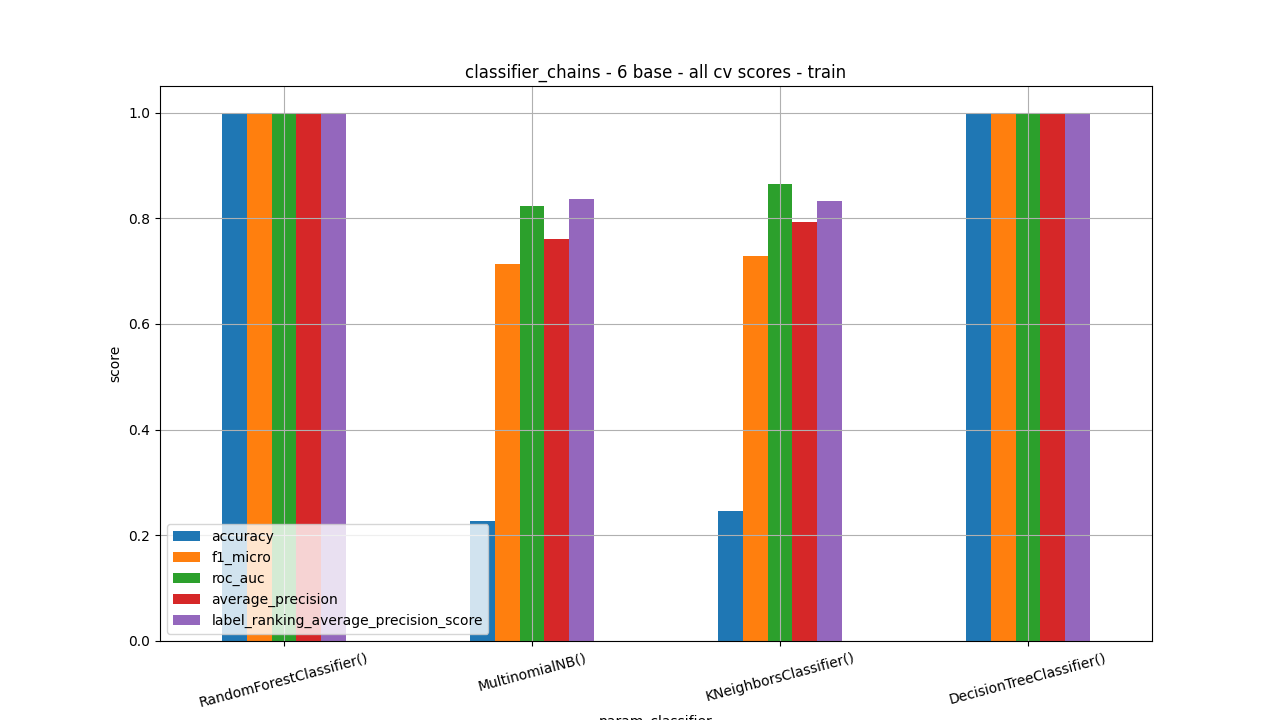 classifier_chains - 6 base - all cv scores - train
score
1.0
0.8
0.6
0.4
0.2
0.0
accuracy
f1_micro
roc_auc
average_precision
label_ranking_average_precision_score
RandomForestClassifier()
MultinomialNB()
KNeighborsClassifier()
DecisionTreeClassifier()
param_classifier